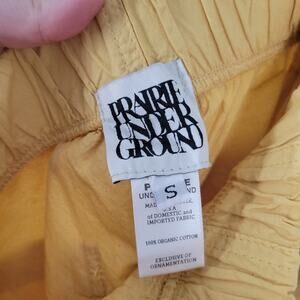 PRAIRIE
UNDER
GROUND
S
U.S.A.
of DOMESTIC and
IMPORTED FABRIC
100% ORGANIC COTTON
EXCLUSIVE OF
ORNAMENTATION